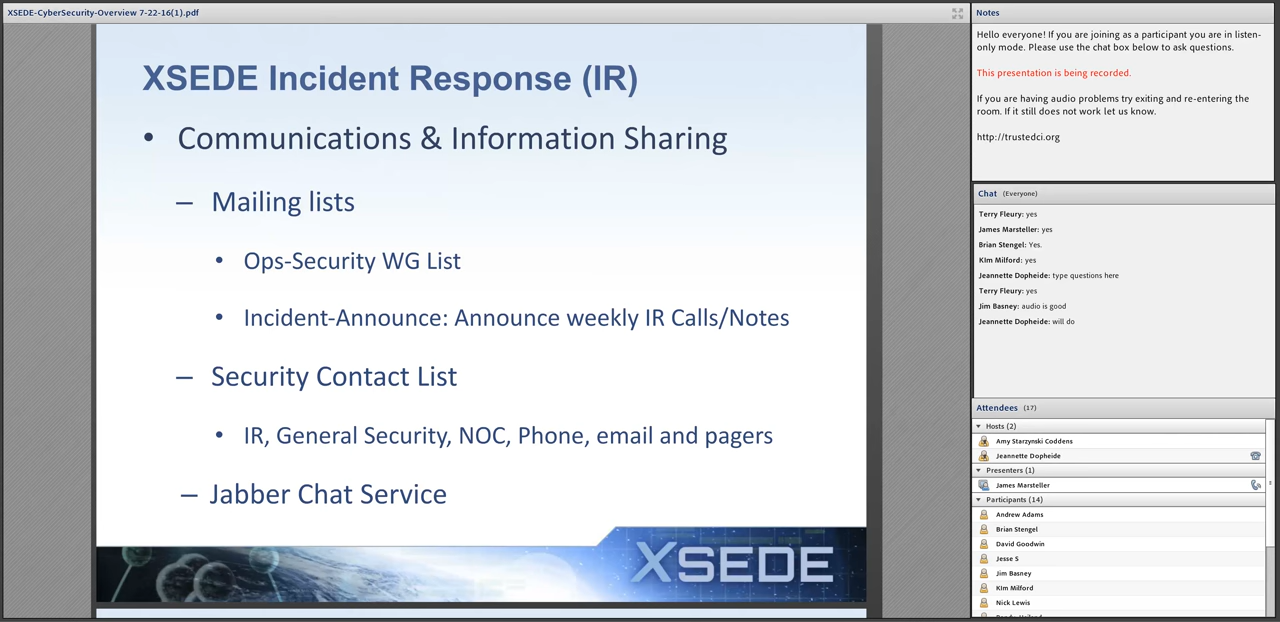 XSEDE-CyberSecurity-Overview 7-22-16(1).pdf
XSEDE Incident Response (IR)
• Communications & Information Sharing
– Mailing lists
• Ops-Security WG List
• Incident-Announce: Announce weekly IR Calls/Notes
– Security Contact List
• IR, General Security, NOC, Phone, email and pagers
– Jabber Chat Service
XSEDE
Notes
Hello everyone! If you are joining as a participant you are in listen-
only mode. Please use the chat box below to ask questions.
This presentation is being recorded.
If you are having audio problems try exiting and re-entering the
room. If it still does not work let us know.
http://trustedci.org
Chat (Everyone)
Terry Fleury: yes
James Marsteller: yes
Brian Stengel: Yes.
KIm Milford: yes
Jeannette Dopheide: type questions here
Terry Fleury: yes
Jim Basney: audio is good
Jeannette Dopheide: will do
Attendees (17)
Hosts (2)
Amy Starzynski Coddens
Jeannette Dopheide
Presenters (1)
James Marsteller
Participants (14)
Andrew Adams
Brian Stengel
David Goodwin
Jesse S
Jim Basney
KIm Milford
Nick Lewis